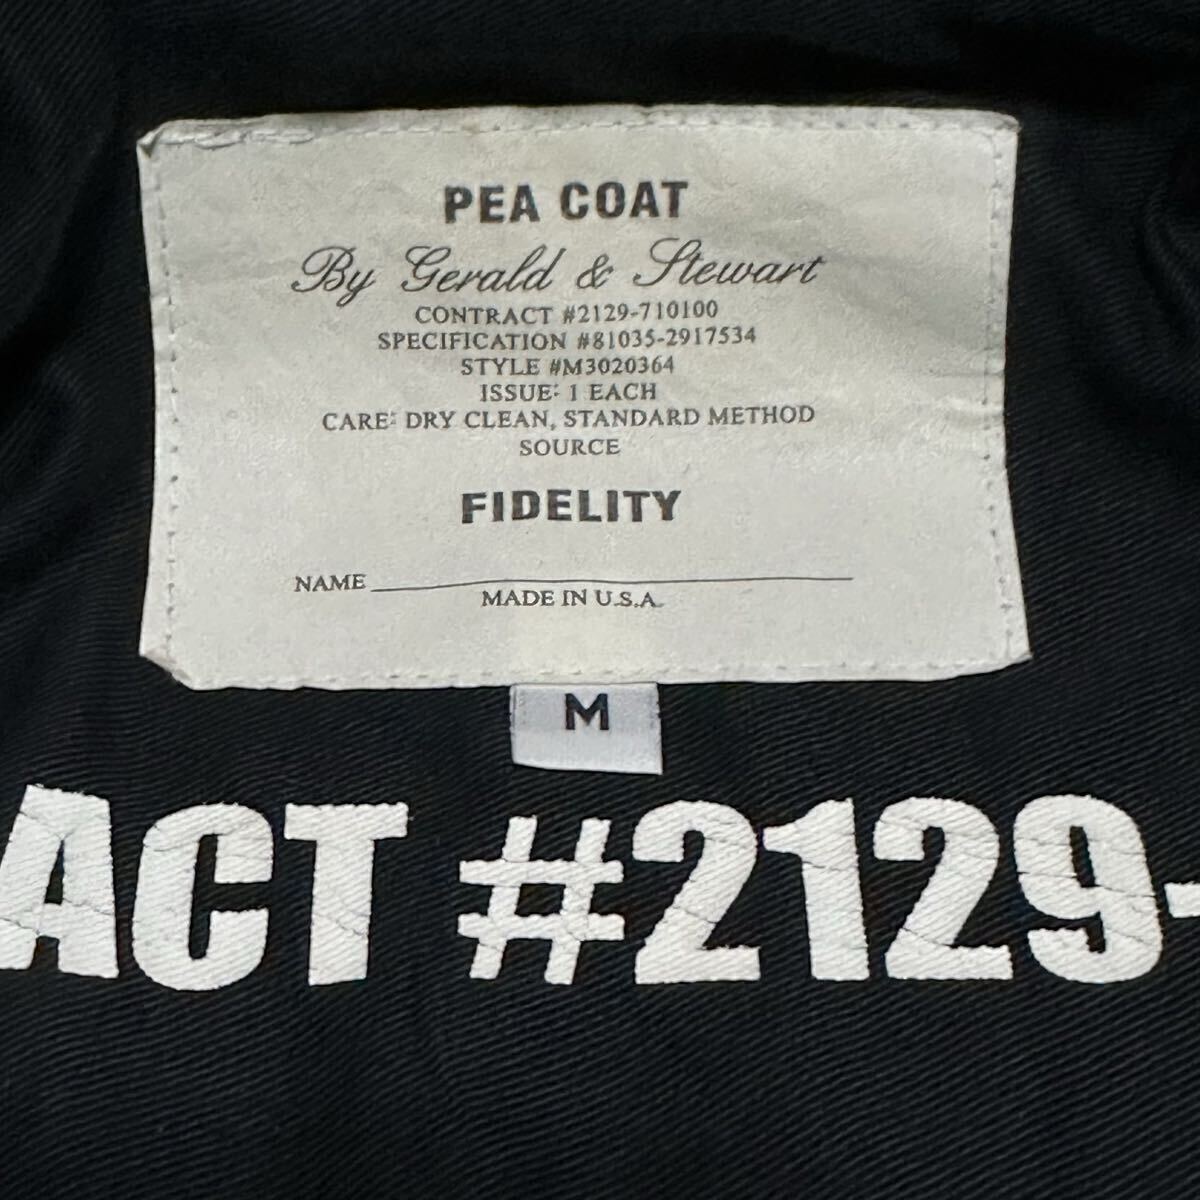 PEA COAT
By Gerald & Stewart
CONTRACT #2129-710100
SPECIFICATION #81035-2917534
STYLE #M3020364
ISSUE: 1 EACH
CARE: DRY CLEAN, STANDARD METHOD
SOURCE
FIDELITY
NAME
MADE IN U.S.A.
M
ACT #2129-